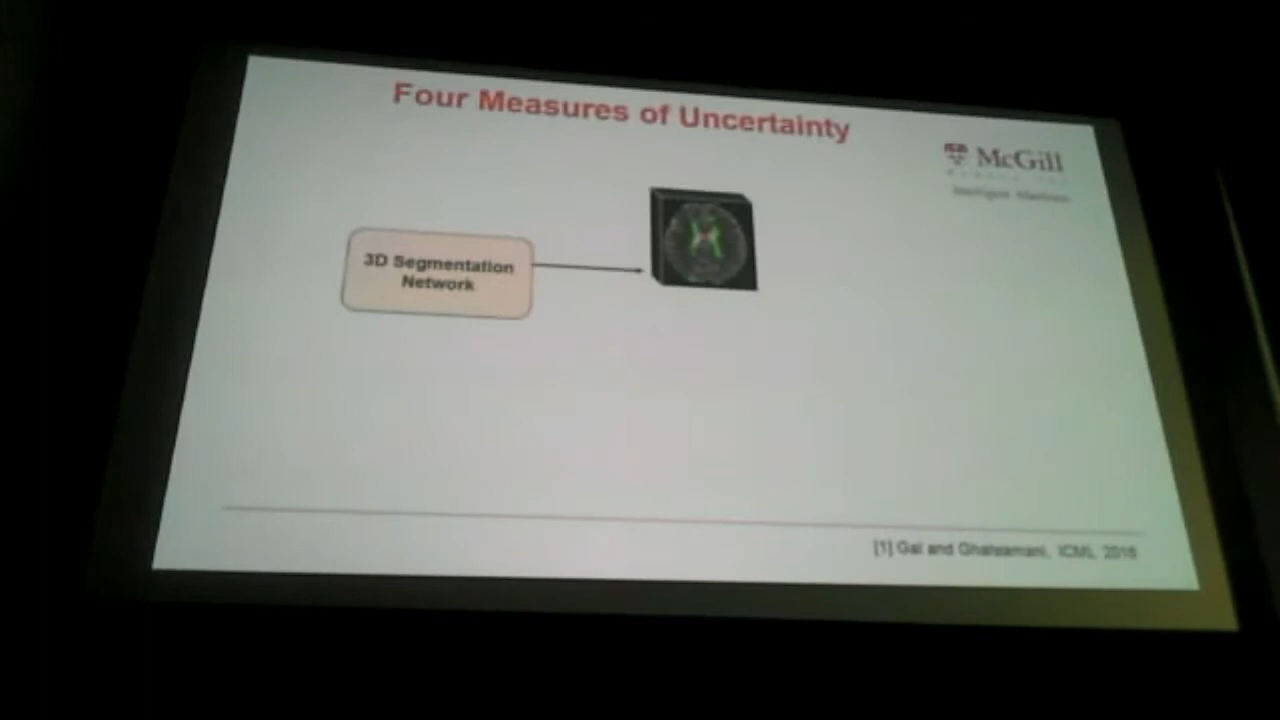 Four Measures of Uncertainty
McGill
3D Segmentation
Network
[1] Gal and Ghahramani, ICML 2016